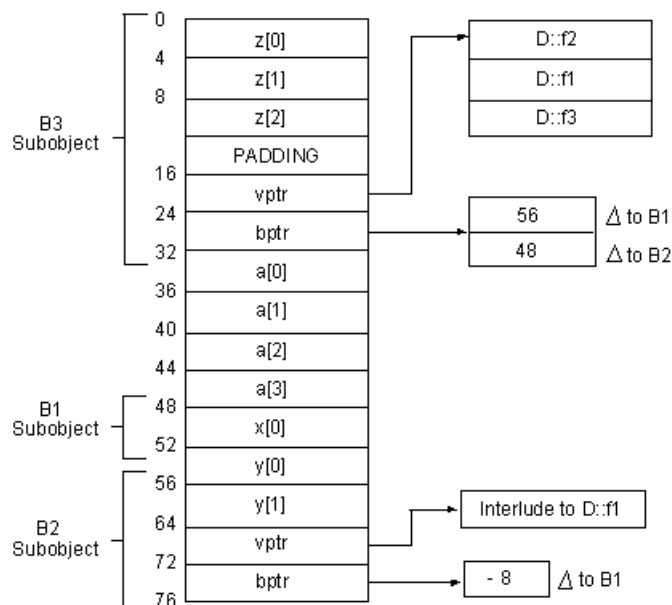 0
z[0]
D::f2
4
z[1]
D::f1
8
z[2]
D::f3
B3
Subobject
PADDING
16
vptr
24
56
Δ to B1
bptr
48
Δ to B2
32
a[0]
36
a[1]
40
a[2]
44
a[3]
B1
Subobject
48
x[0]
52
y[0]
56
y[1]
Interlude to D::f1
B2
Subobject
64
vptr
72
bptr
- 8
Δ to B1
76